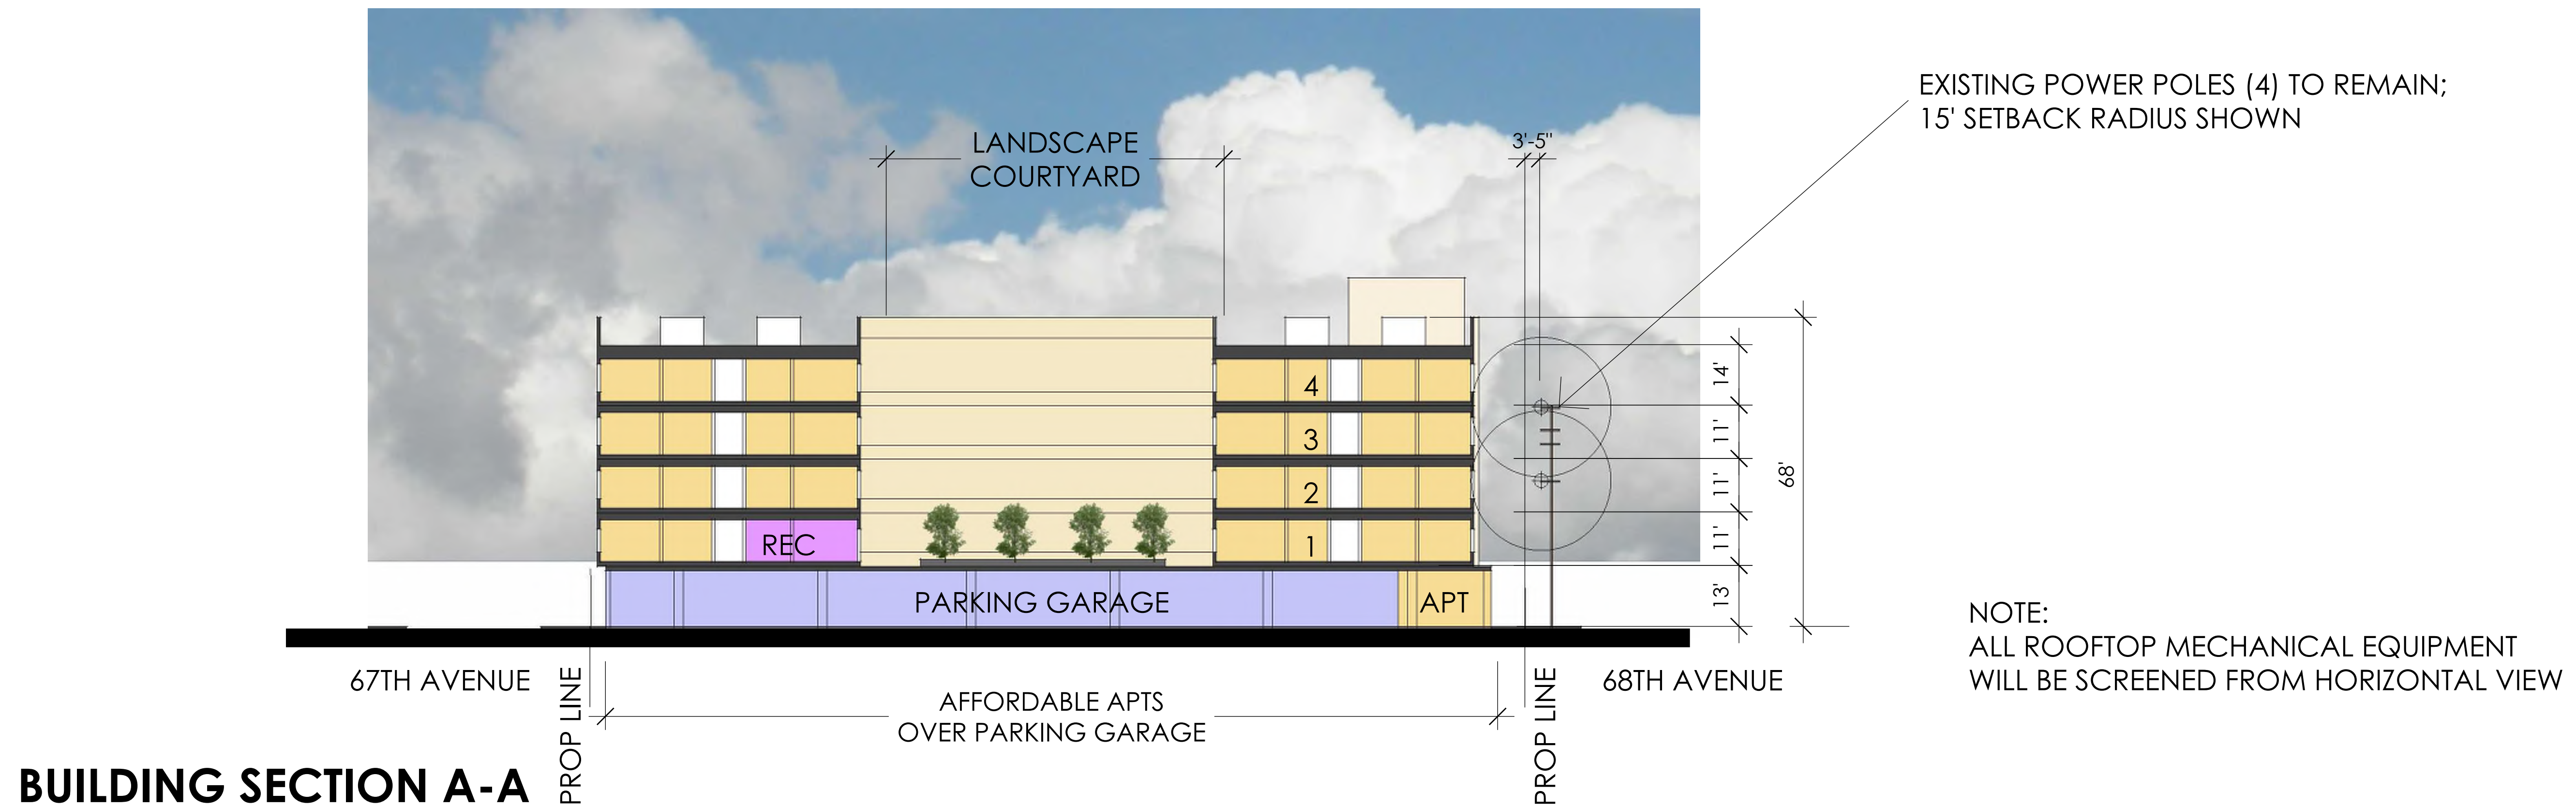 EXISTING POWER POLES (4) TO REMAIN;
15' SETBACK RADIUS SHOWN
LANDSCAPE
COURTYARD
3'-5"
4
3
2
1
REC
PARKING GARAGE
APT
14'
11'
11'
11'
13'
68'
NOTE:
ALL ROOFTOP MECHANICAL EQUIPMENT
WILL BE SCREENED FROM HORIZONTAL VIEW
67TH AVENUE
PROP LINE
AFFORDABLE APTS
OVER PARKING GARAGE
PROP LINE
68TH AVENUE
BUILDING SECTION A-A